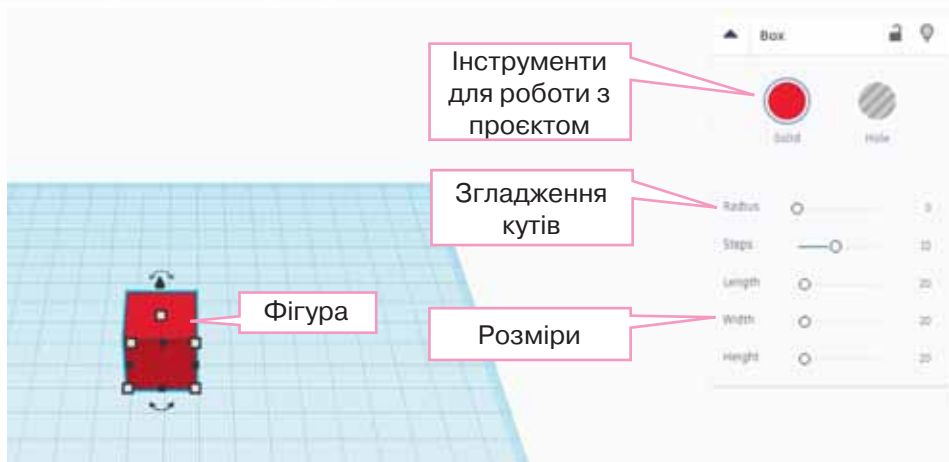 Box
Інструменти
для роботи з
проєктом
Solid
Hole
Згладження
кутів
Radius 0
Steps 10
Length 20
Фігура
Width 20
Розміри
Height 20